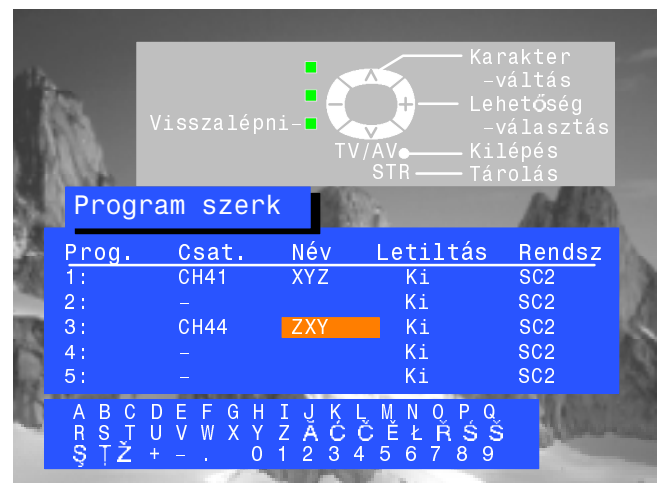 Karakter
-váltás
Lehetőség
Visszalépni-
-választás
TV/AV Kilépés
STR Tárolás
Program szerk
Prog. Csat. Név Letiltás Rendsz
1: CH41 XYZ Ki SC2
2: - Ki SC2
3: CH44 ZXY Ki SC2
4: - Ki SC2
5: - Ki SC2
A B C D E F G H I J K L M N O P Q
R S T U V W X Y Z Ä Ć Č Ě Ł Ř Ś Š
Ş Ţ Ž + - . 0 1 2 3 4 5 6 7 8 9